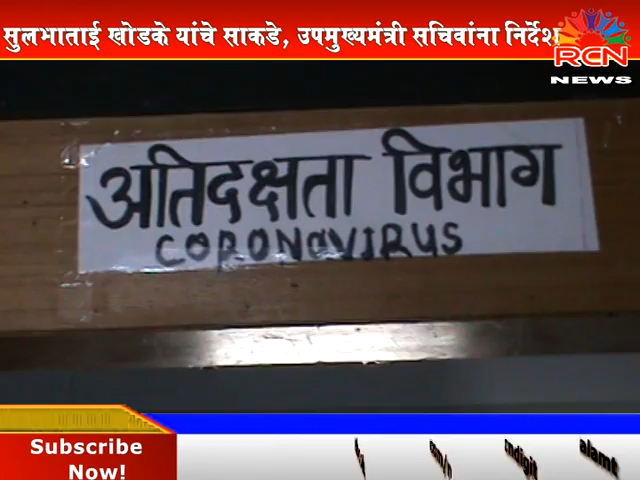 सुलभाताई खोडके यांचे साकडे, उपमुख्यमंत्री सचिवांना निर्देश
RCN
NEWS
अतिदक्षता विभाग
CORONAVIRUS
Subscribe
Now!